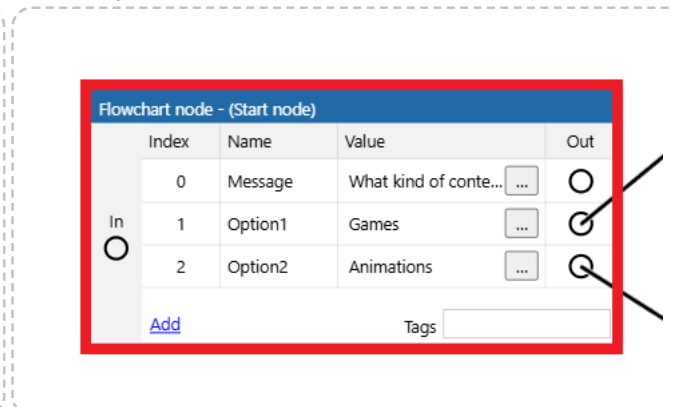 Flowchart node - (Start node)
Index Name Value Out
0 Message What kind of conte... ...
In
1 Option1 Games ...
2 Option2 Animations ...
Add Tags